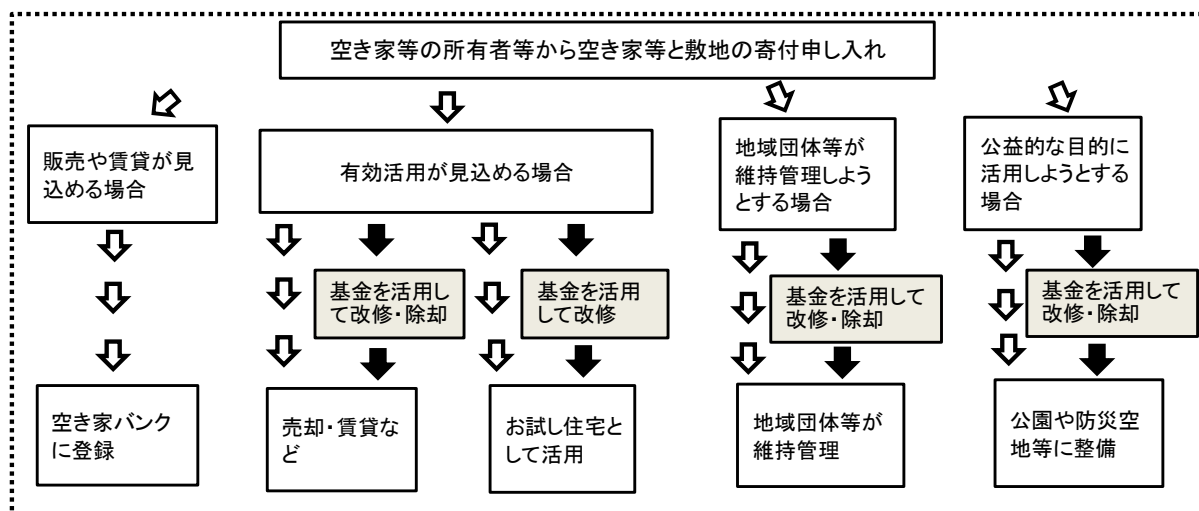 空き家等の所有者等から空き家等と敷地の寄付申し入れ
販売や賃貸が見
込める場合
有効活用が見込める場合
地域団体等が
維持管理しよう
とする場合
公益的な目的に
活用しようとする
場合
基金を活用し
て改修・除却
基金を活用
して改修
基金を活用して
改修・除却
基金を活用して
改修・除却
空き家バンク
に登録
売却・賃貸な
ど
お試し住宅と
して活用
地域団体等が
維持管理
公園や防災空
地等に整備